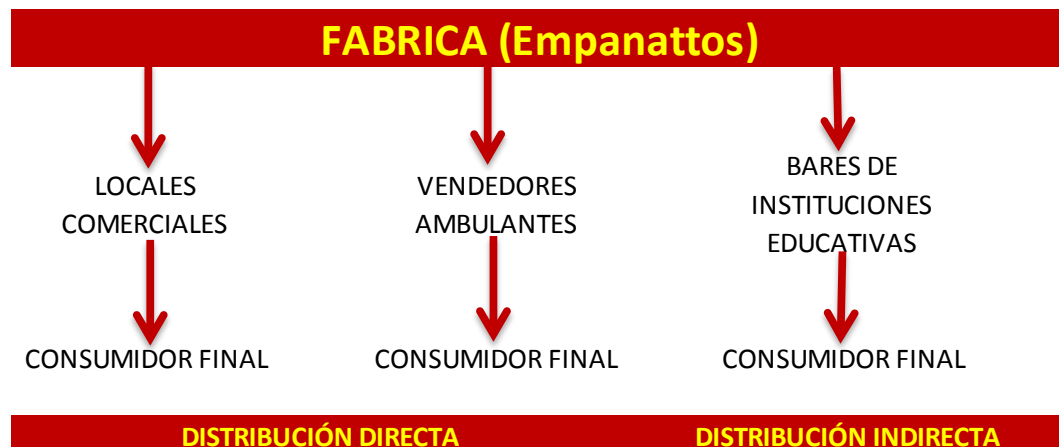 FABRICA (Empanattos)
LOCALES
COMERCIALES
VENDEDORES
AMBULANTES
BARES DE
INSTITUCIONES
EDUCATIVAS
CONSUMIDOR FINAL
CONSUMIDOR FINAL
CONSUMIDOR FINAL
DISTRIBUCIÓN DIRECTA
DISTRIBUCIÓN INDIRECTA